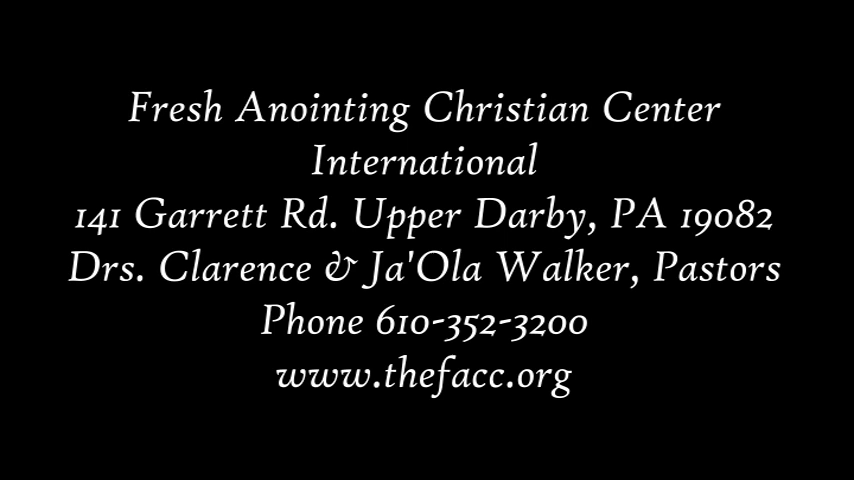 Fresh Anointing Christian Center
International
141 Garrett Rd. Upper Darby, PA 19082
Drs. Clarence & Ja'Ola Walker, Pastors
Phone 610-352-3200
www.thefacc.org